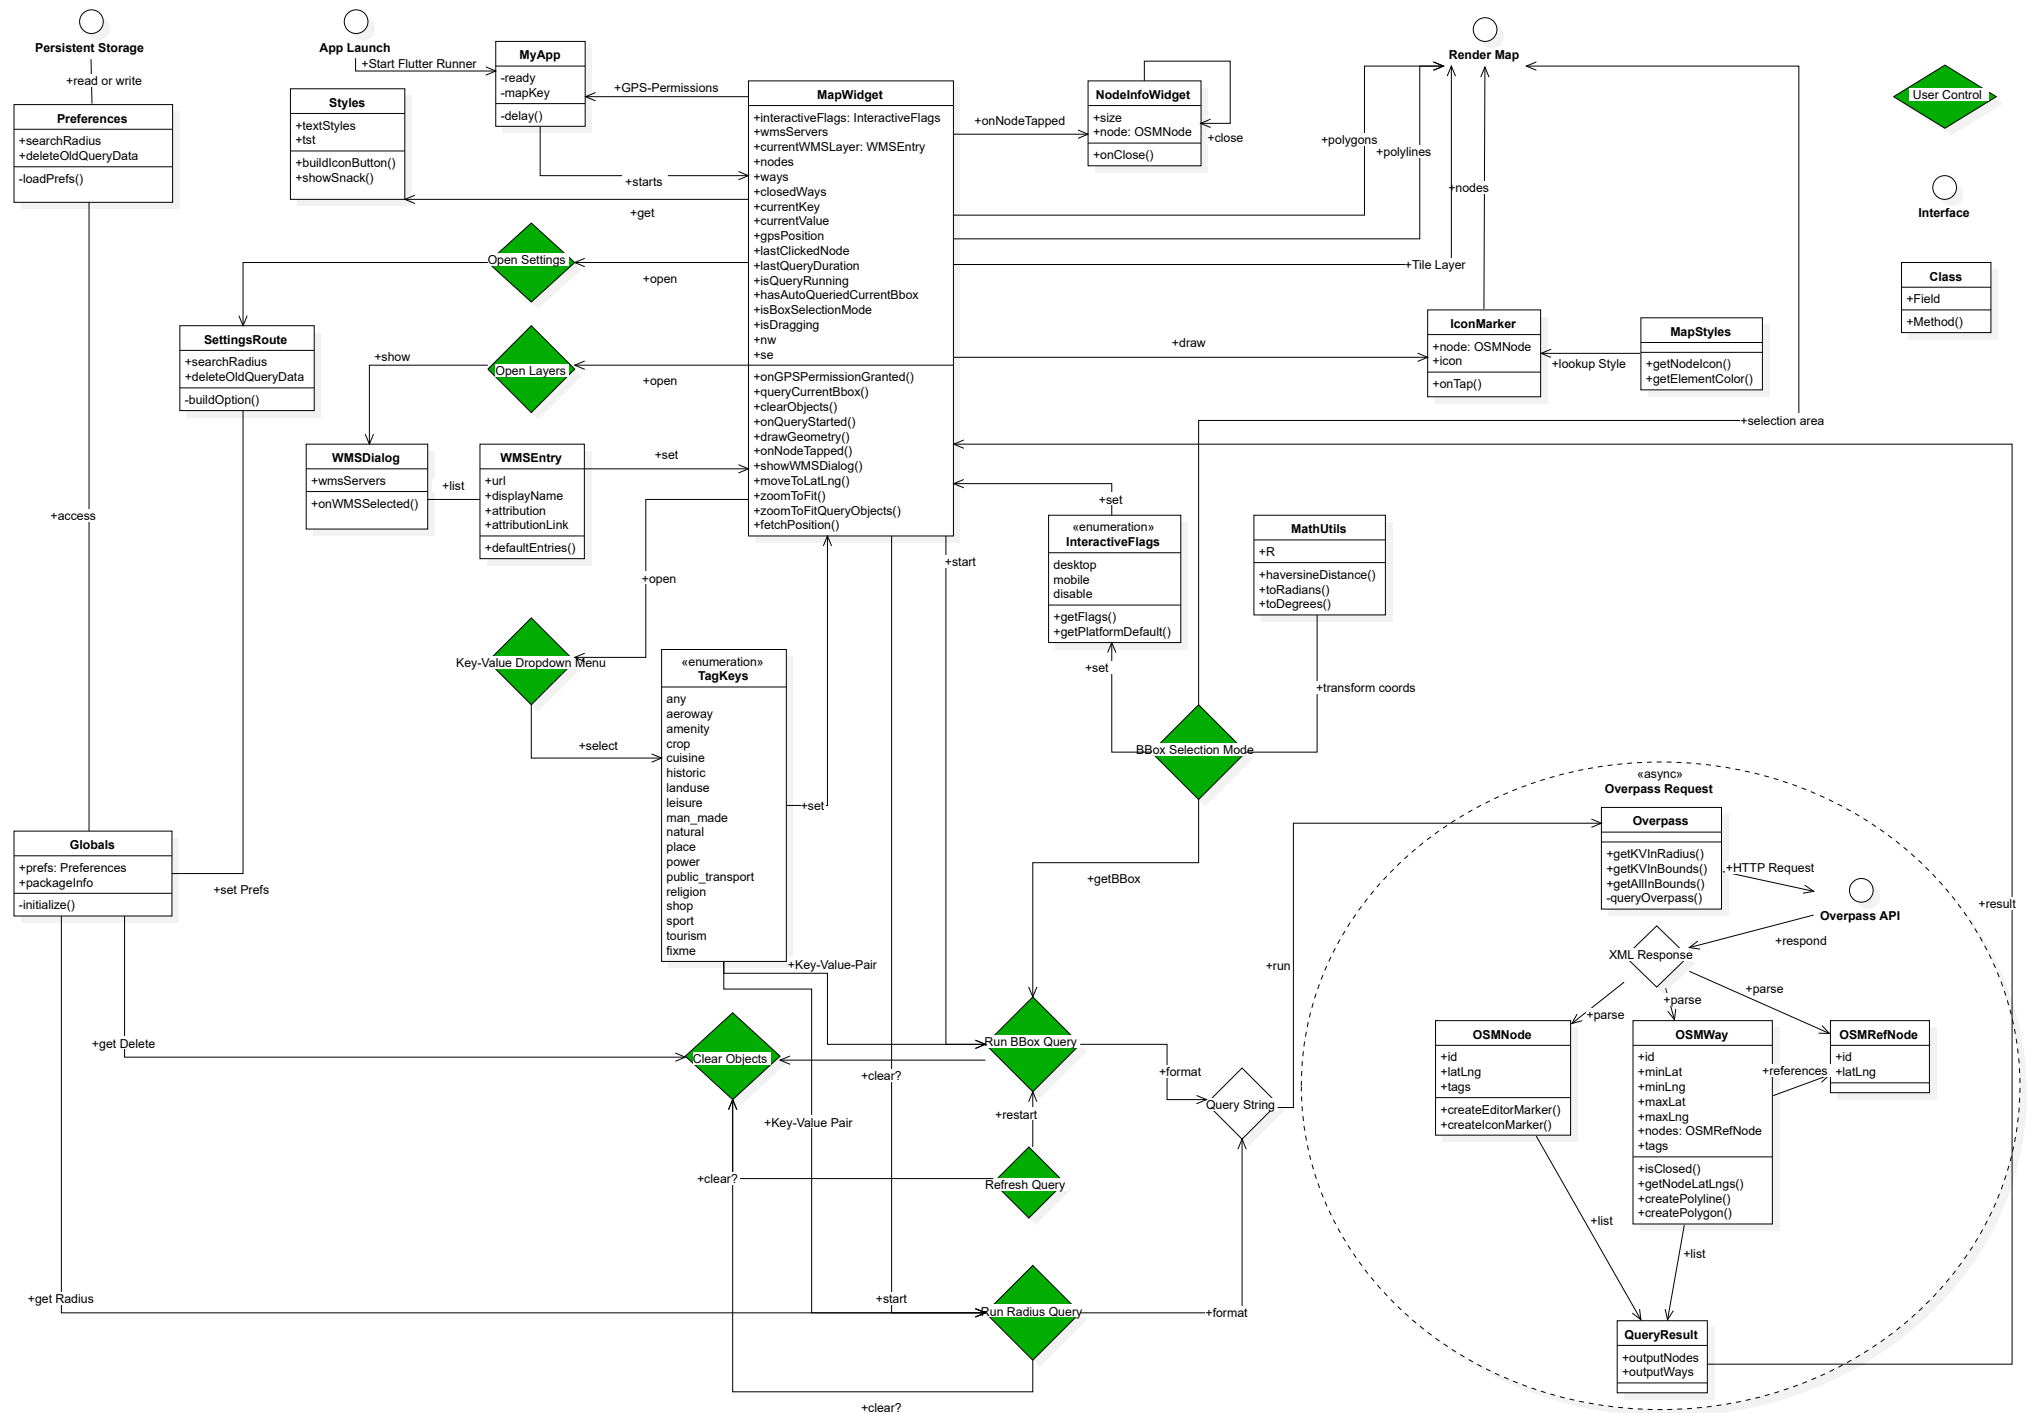 Persistent Storage
+read or write
Preferences
+searchRadius
+deleteOldQueryData
-loadPrefs()
+access
App Launch
+Start Flutter Runner
MyApp
-ready
-mapKey
-delay()
+GPS-Permissions
+starts
Styles
+textStyles
+tst
+buildIconButton()
+showSnack()
+get
Open Settings
+open
SettingsRoute
+searchRadius
+deleteOldQueryData
-buildOption()
+show
Open Layers
+open
WMSDialog
+wmsServers
+onWMSSelected()
+list
WMSEntry
+url
+displayName
+attribution
+attributionLink
+defaultEntries()
+set
MapWidget
+interactiveFlags: InteractiveFlags
+wmsServers
+currentWMSLayer: WMSEntry
+nodes
+ways
+closedWays
+currentKey
+currentValue
+gpsPosition
+lastClickedNode
+lastQueryDuration
+isQueryRunning
+hasAutoQueriedCurrentBbox
+isBoxSelectionMode
+isDragging
+nw
+se
+onGPSPermissionGranted()
+queryCurrentBbox()
+clearObjects()
+onQueryStarted()
+drawGeometry()
+onNodeTapped()
+showWMSDialog()
+moveToLatLng()
+zoomToFit()
+zoomToFitQueryObjects()
+fetchPosition()
+onNodeTapped
NodeInfoWidget
+size
+node: OSMNode
+onClose()
+close
Render Map
+polygons
+polylines
+nodes
+Tile Layer
+draw
IconMarker
+node: OSMNode
+icon
+onTap()
+lookup Style
MapStyles
+getNodeIcon()
+getElementColor()
+selection area
User Control
Interface
Class
+Field
+Method()
+open
+start
+set
«enumeration»
InteractiveFlags
desktop
mobile
disable
+getFlags()
+getPlatformDefault()
+set
MathUtils
+R
+haversineDistance()
+toRadians()
+toDegrees()
+transform coords
BBox Selection Mode
+getBBox
Key-Value Dropdown Menu
+select
«enumeration»
TagKeys
any
aeroway
amenity
crop
cuisine
historic
landuse
leisure
man_made
natural
place
power
public_transport
religion
shop
sport
tourism
fixme
+set
+Key-Value-Pair
Globals
+prefs: Preferences
+packageInfo
-initialize()
+set Prefs
+get Delete
Clear Objects
+clear?
Run BBox Query
+format
+restart
+Key-Value Pair
Query String
+run
+clear?
Refresh Query
+get Radius
+start
Run Radius Query
+format
+clear?
«async»
Overpass Request
Overpass
+getKVInRadius()
+getKVInBounds()
+getAllInBounds()
-queryOverpass()
+HTTP Request
Overpass API
+respond
XML Response
+parse
+parse
+parse
+result
OSMNode
+id
+latLng
+tags
+createEditorMarker()
+createIconMarker()
OSMWay
+id
+minLat
+minLng
+maxLat
+maxLng
+nodes: OSMRefNode
+tags
+isClosed()
+getNodeLatLngs()
+createPolyline()
+createPolygon()
+references
OSMRefNode
+id
+latLng
+list
+list
QueryResult
+outputNodes
+outputWays